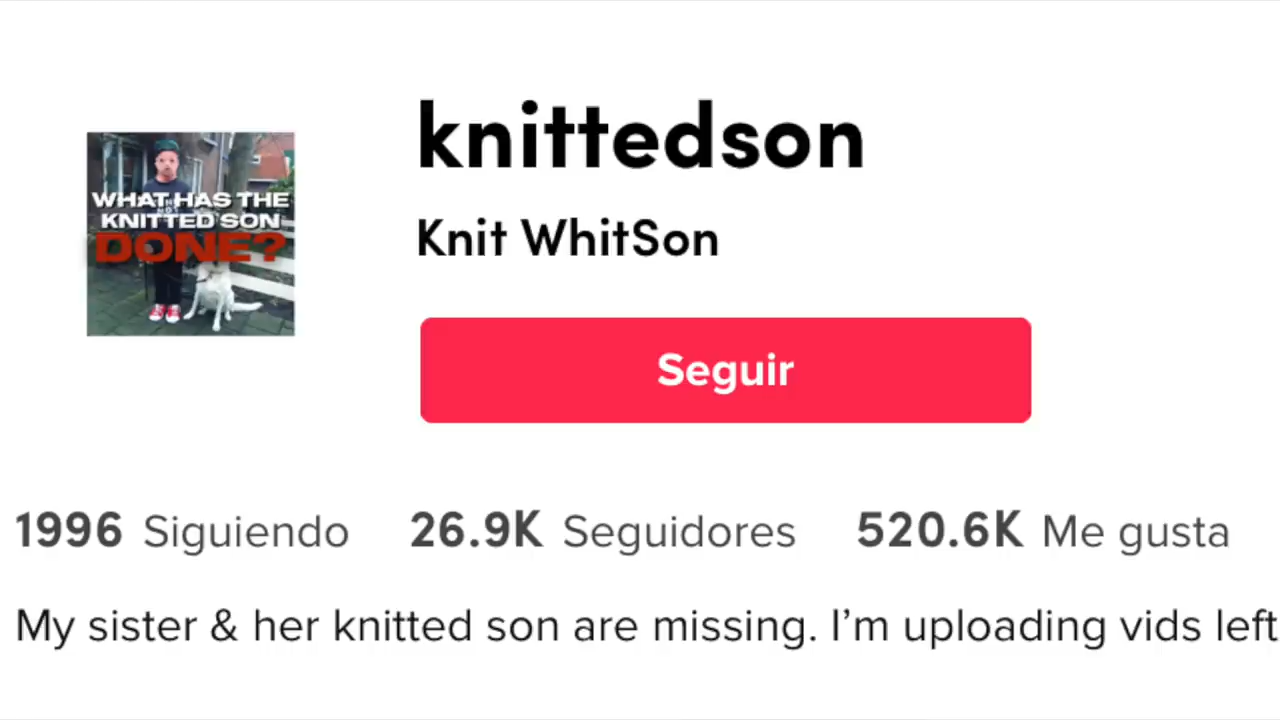 knittedson
Knit WhitSon
WHAT HAS THE
KNITTED SON
DONE?
Seguir
1996 Siguiendo 26.9K Seguidores 520.6K Me gusta
My sister & her knitted son are missing. I’m uploading vids left